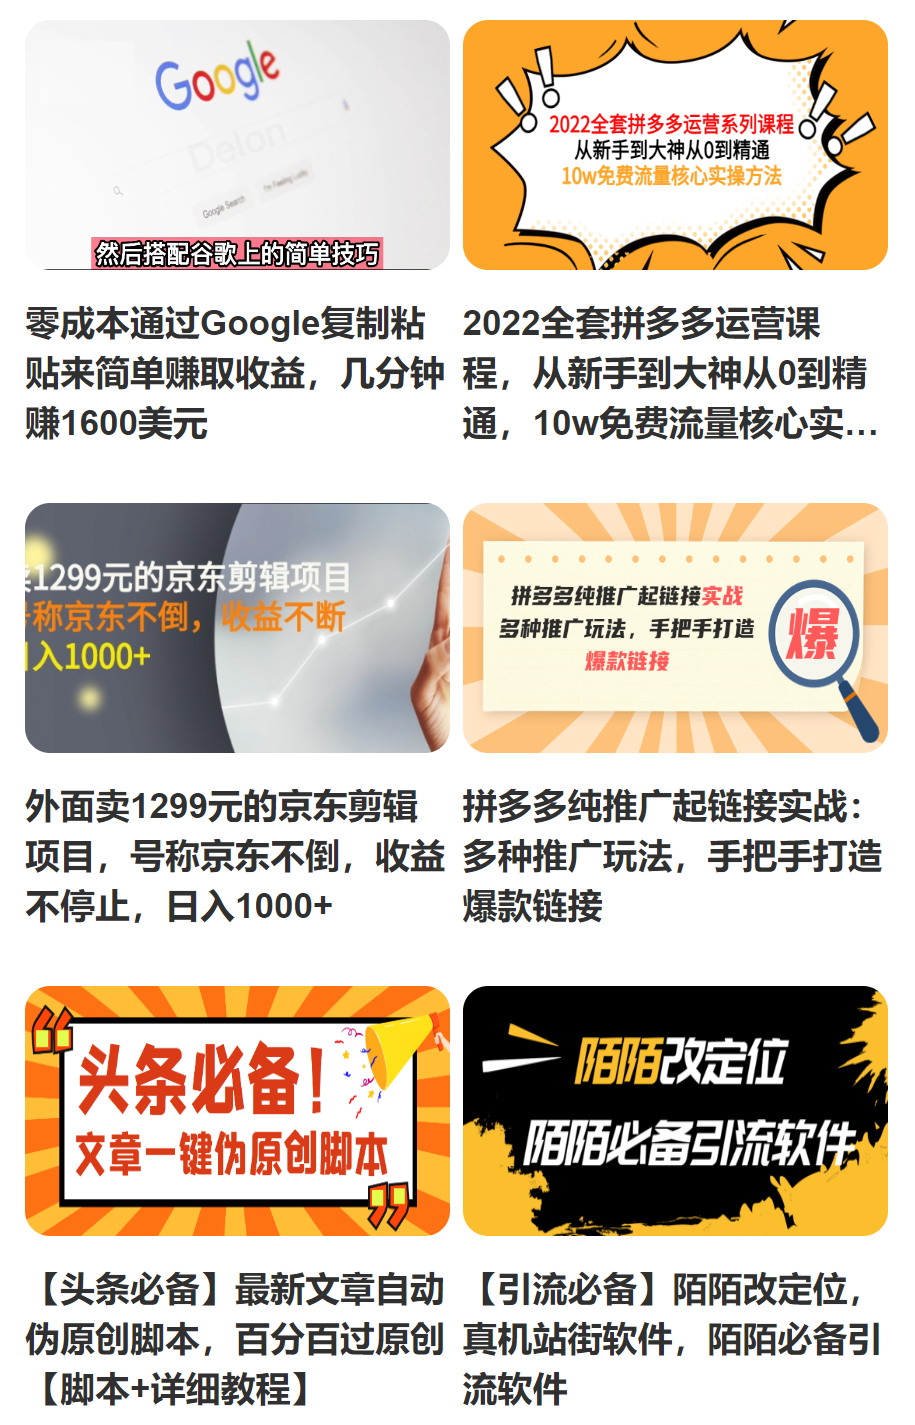 Google
Delon
Google Search
I'm Feeling Lucky
然后搭配谷歌上的简单技巧
2022全套拼多多运营系列课程
从新手到大神从0到精通
10w免费流量核心实操方法
零成本通过Google复制粘
贴来简单赚取收益，几分钟
赚1600美元
2022全套拼多多运营课
程，从新手到大神从0到精
通，10w免费流量核心实...
卖1299元的京东剪辑项目
号称京东不倒，收益不断
日入1000+
拼多多纯推广起链接实战
多种推广玩法，手把手打造
爆款链接
爆
外面卖1299元的京东剪辑
项目，号称京东不倒，收益
不停止，日入1000+
拼多多纯推广起链接实战：
多种推广玩法，手把手打造
爆款链接
头条必备！
文章一键伪原创脚本
陌陌改定位
陌陌必备引流软件
【头条必备】最新文章自动
伪原创脚本，百分百过原创
【脚本+详细教程】
【引流必备】陌陌改定位，
真机站街软件，陌陌必备引
流软件